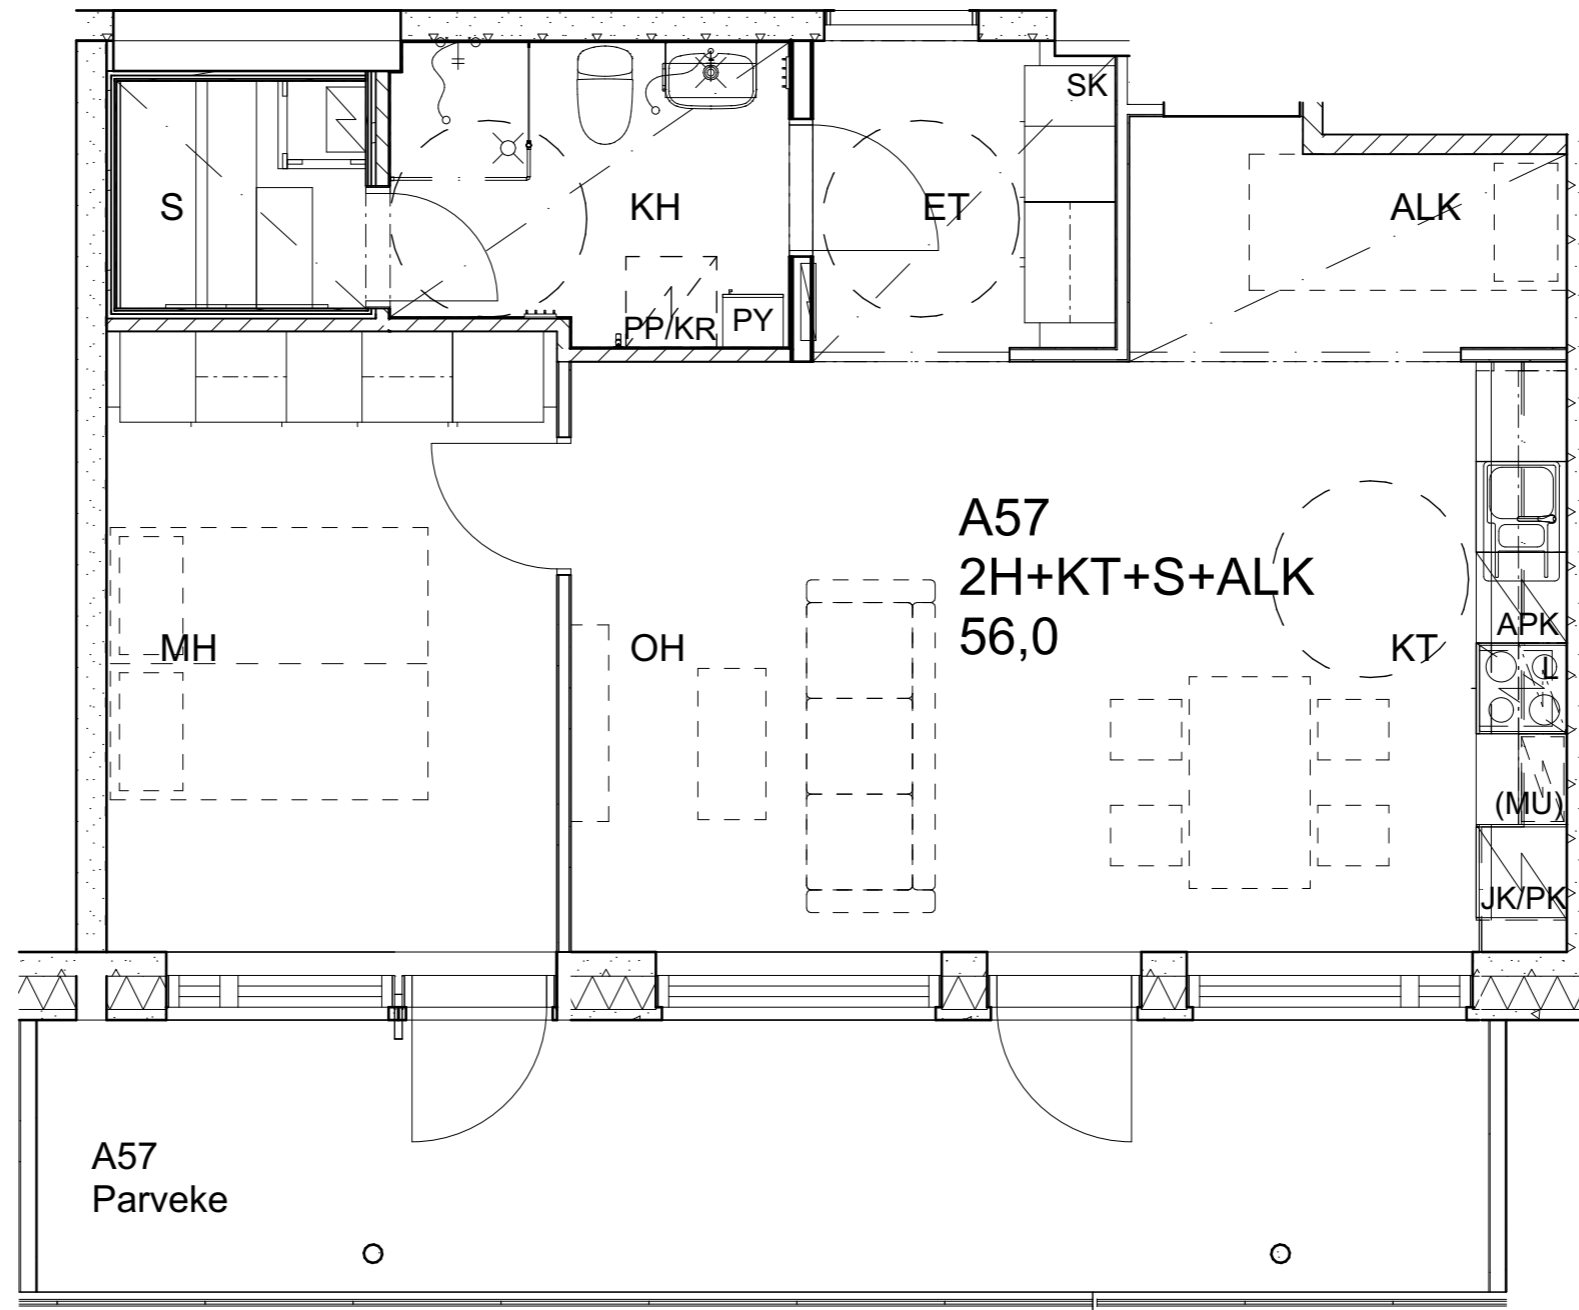 SK
S
KH
ET
ALK
PP/KR
PY
A57
2H+KT+S+ALK
56,0
MH
OH
KT
APK
L
(MU)
JK/PK
A57
Parveke